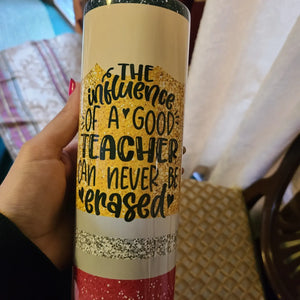 THE
influence
OF A GOOD
TEACHER
CAN NEVER BE
erased